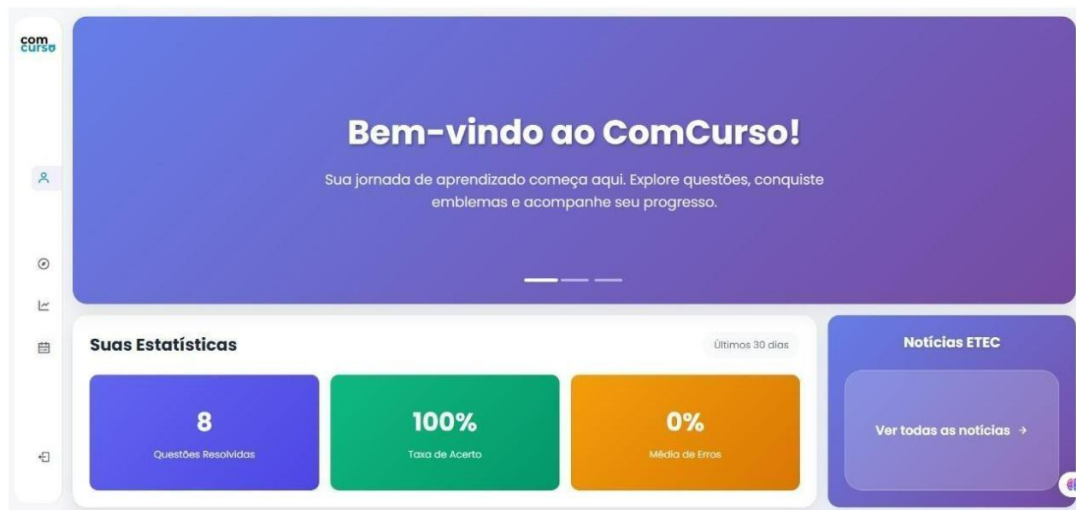 com
curso
Bem-vindo ao ComCurso!
Sua jornada de aprendizado começa aqui. Explore questões, conquiste
emblemas e acompanhe seu progresso.
Suas Estatísticas
Últimos 30 dias
8
Questões Resolvidas
100%
Taxa de Acerto
0%
Média de Erros
Notícias ETEC
Ver todas as notícias →